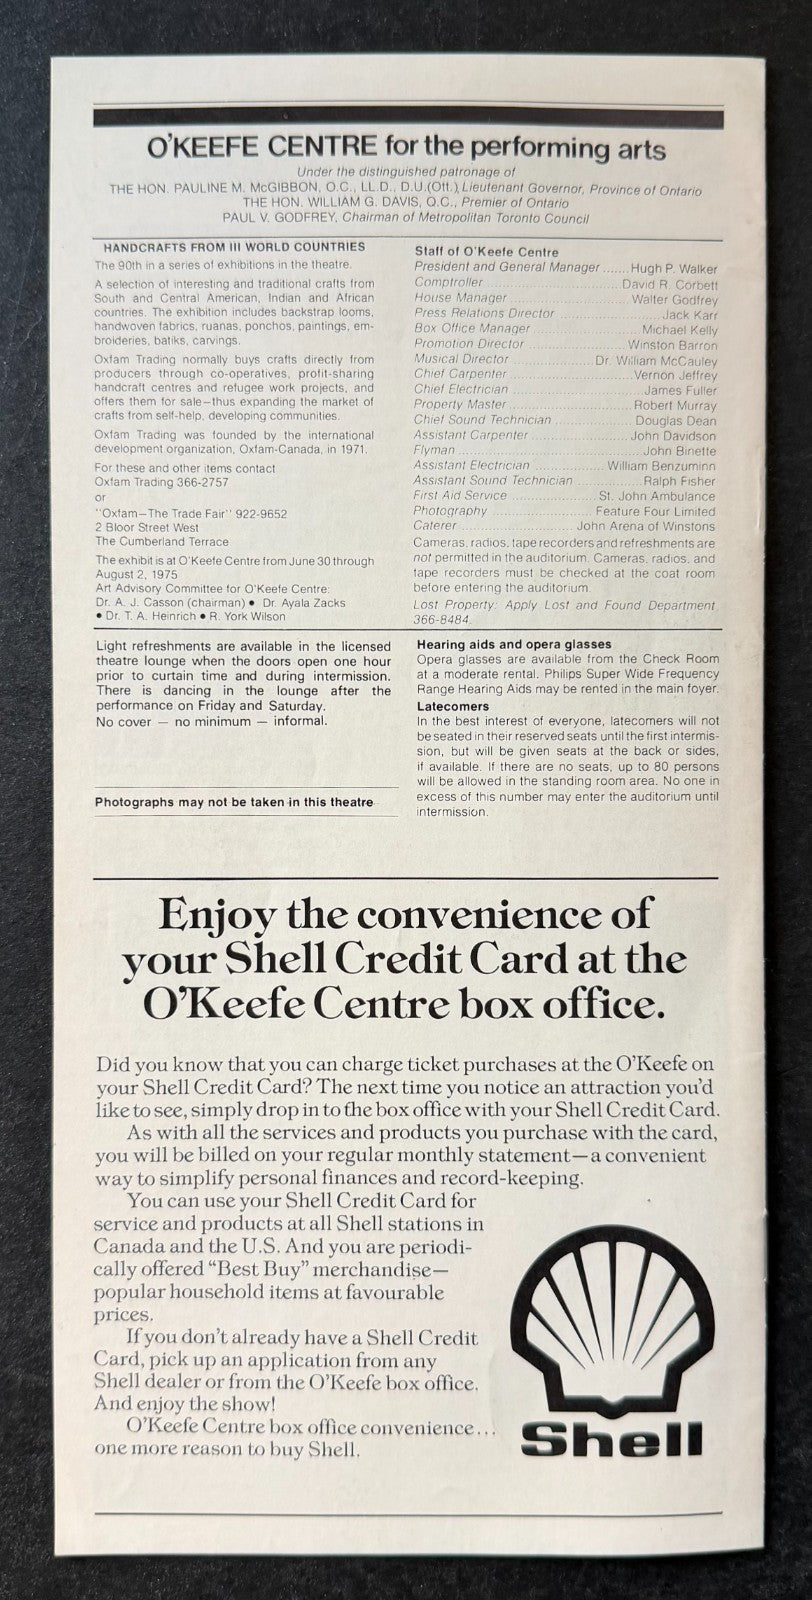 O'KEEFE CENTRE for the performing arts
Under the distinguished patronage of
THE HON. PAULINE M. McGIBBON, O.C., LL.D., D.U.(Ott.), Lieutenant Governor, Province of Ontario
THE HON. WILLIAM G. DAVIS, Q.C., Premier of Ontario
PAUL V. GODFREY, Chairman of Metropolitan Toronto Council
HANDCRAFTS FROM III WORLD COUNTRIES
The 90th in a series of exhibitions in the theatre.
A selection of interesting and traditional crafts from
South and Central American, Indian and African
countries. The exhibition includes backstrap looms,
handwoven fabrics, ruanas, ponchos, paintings, em-
broideries, batiks, carvings.
Oxfam Trading normally buys crafts directly from
producers through co-operatives, profit-sharing
handcraft centres and refugee work projects, and
offers them for sale—thus expanding the market of
crafts from self-help, developing communities.
Oxfam Trading was founded by the international
development organization, Oxfam-Canada, in 1971.
For these and other items contact
Oxfam Trading 366-2757
or
"Oxfam—The Trade Fair" 922-9652
2 Bloor Street West
The Cumberland Terrace
The exhibit is at O'Keefe Centre from June 30 through
August 2, 1975
Art Advisory Committee for O'Keefe Centre:
Dr. A. J. Casson (chairman) ● Dr. Ayala Zacks
● Dr. T. A. Heinrich ● R. York Wilson
Staff of O'Keefe Centre
President and General Manager ....... Hugh P. Walker
Comptroller ....... David R. Corbett
House Manager ....... Walter Godfrey
Press Relations Director ....... Jack Karr
Box Office Manager ....... Michael Kelly
Promotion Director ....... Winston Barron
Musical Director ....... Dr. William McCauley
Chief Carpenter ....... Vernon Jeffrey
Chief Electrician ....... James Fuller
Property Master ....... Robert Murray
Chief Sound Technician ....... Douglas Dean
Assistant Carpenter ....... John Davidson
Flyman ....... John Binette
Assistant Electrician ....... William Benzuminn
Assistant Sound Technician ....... Ralph Fisher
First Aid Service ....... St. John Ambulance
Photography ....... Feature Four Limited
Caterer ....... John Arena of Winstons
Cameras, radios, tape recorders and refreshments are
not permitted in the auditorium. Cameras, radios, and
tape recorders must be checked at the coat room
before entering the auditorium.
Lost Property: Apply Lost and Found Department
366-8484.
Light refreshments are available in the licensed
theatre lounge when the doors open one hour
prior to curtain time and during intermission.
There is dancing in the lounge after the
performance on Friday and Saturday.
No cover — no minimum — informal.
Photographs may not be taken in this theatre
Hearing aids and opera glasses
Opera glasses are available from the Check Room
at a moderate rental. Philips Super Wide Frequency
Range Hearing Aids may be rented in the main foyer.
Latecomers
In the best interest of everyone, latecomers will not
be seated in their reserved seats until the first intermis-
sion, but will be given seats at the back or sides,
if available. If there are no seats, up to 80 persons
will be allowed in the standing room area. No one in
excess of this number may enter the auditorium until
intermission.
Enjoy the convenience of
your Shell Credit Card at the
O'Keefe Centre box office.
Did you know that you can charge ticket purchases at the O'Keefe on
your Shell Credit Card? The next time you notice an attraction you'd
like to see, simply drop in to the box office with your Shell Credit Card.
As with all the services and products you purchase with the card,
you will be billed on your regular monthly statement—a convenient
way to simplify personal finances and record-keeping.
You can use your Shell Credit Card for
service and products at all Shell stations in
Canada and the U.S. And you are periodi-
cally offered "Best Buy" merchandise—
popular household items at favourable
prices.
If you don't already have a Shell Credit
Card, pick up an application from any
Shell dealer or from the O'Keefe box office.
And enjoy the show!
O'Keefe Centre box office convenience...
one more reason to buy Shell.
Shell